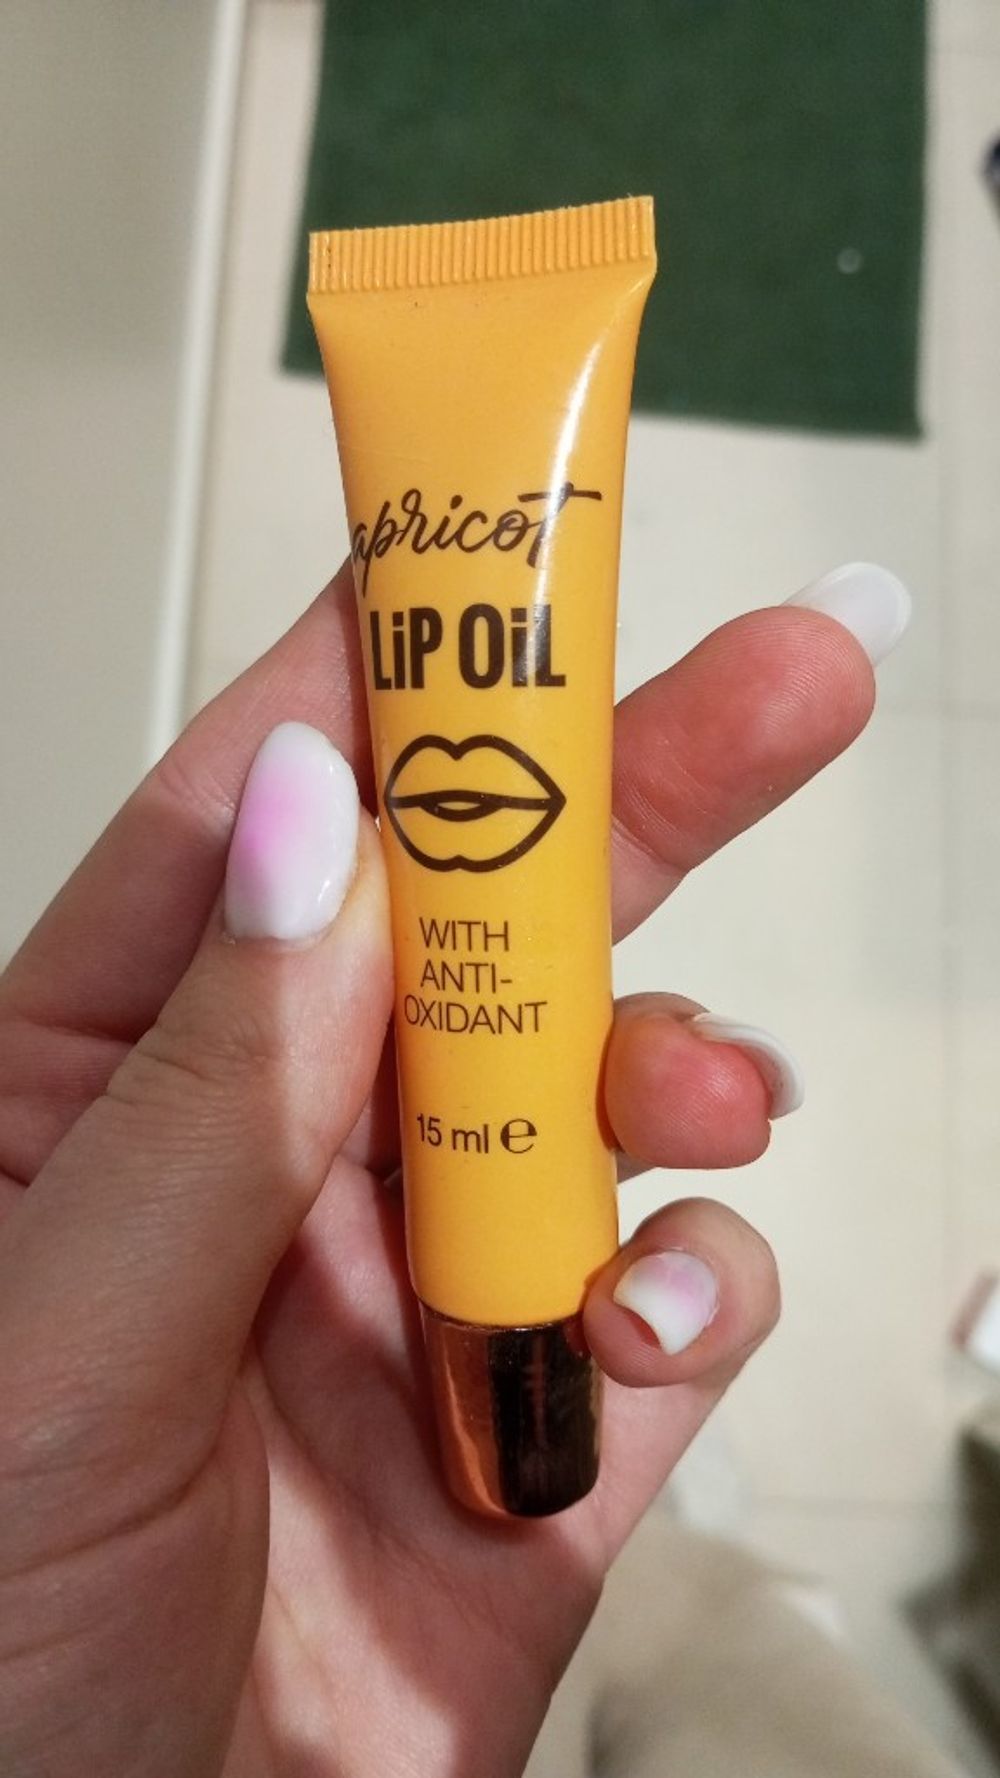 apricot
LiP OiL
WITH
ANTI-
OXIDANT
15 ml ℮